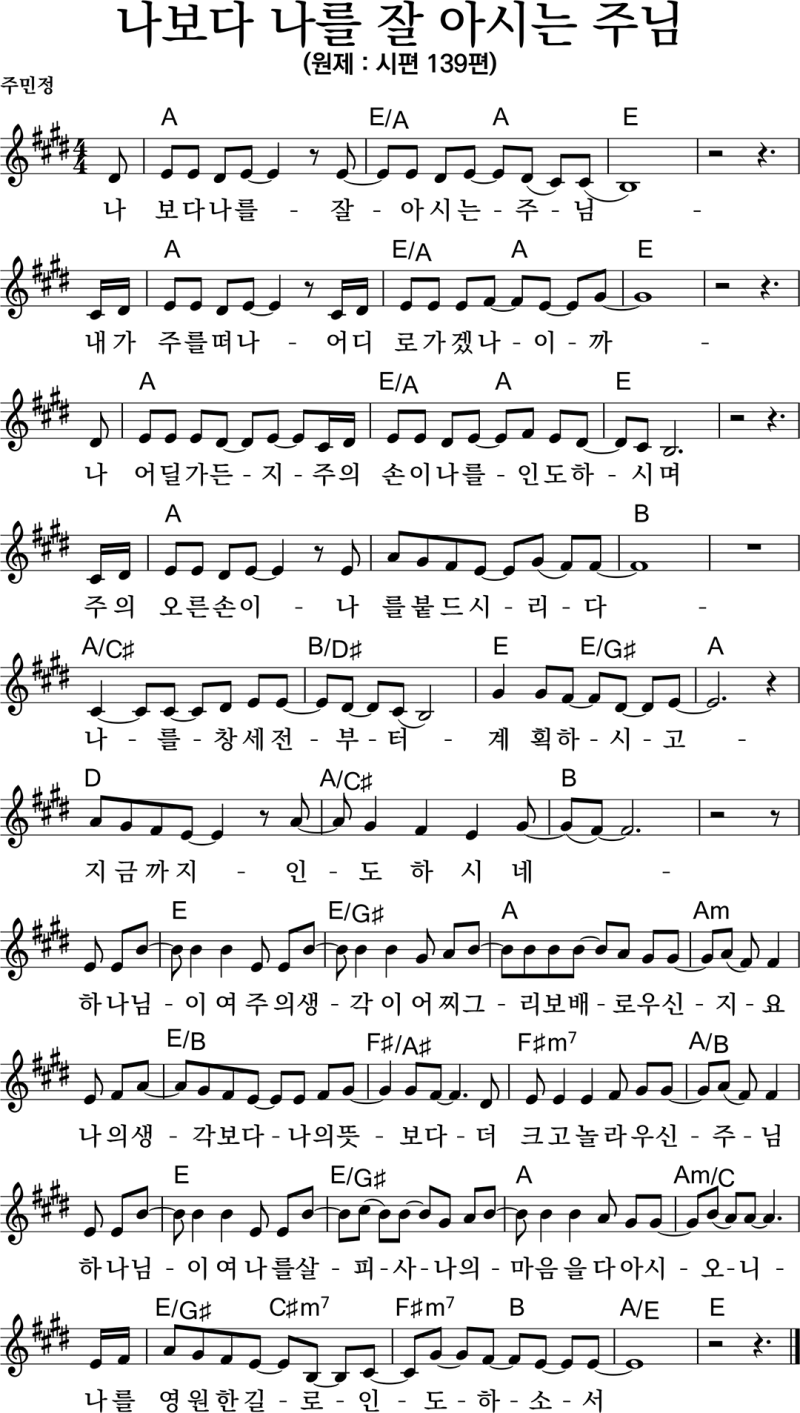 나보다 나를 잘 아시는 주님
(원제 : 시편 139편)
주민정
A E/A A E
4/4
나 보다나를 - 잘 - 아시는 - 주 - 님 -
A E/A A E
내가 주를떠나 - 어디 로가겠나 - 이 - 까 -
A E/A A E
나 어딜가든 - 지 - 주의 손이나를 - 인도하 - 시며
A B
주의 오른손이 - 나 를붙드시 - 리 - 다 -
A/C♯ B/D♯ E E/G♯ A
나 - 를 - 창세전 - 부 - 터 - 계 획하 - 시 - 고 -
D A/C♯ B
지금까지 - 인 - 도 하 시 네 -
E E/G♯ A Am
하나님 - 이여주의생 - 각이어찌그 - 리보배 - 로우신 - 지 - 요
E/B F♯/A♯ F♯m7 A/B
나의생 - 각보다 - 나의뜻 - 보다 - 더 크고놀라우신 - 주 - 님
E E/G♯ A Am/C
하나님 - 이여나를살 - 피 - 사 - 나의 - 마음을다아시 - 오 - 니 -
E/G♯ C♯m7 F♯m7 B A/E E
나를 영원한길 - 로 - 인 - 도 - 하 - 소 - 서